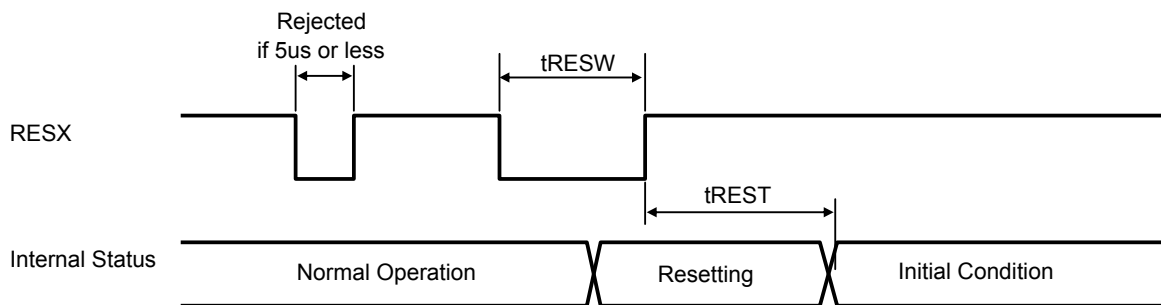 Rejected
if 5us or less
tRESW
RESX
tREST
Internal Status
Normal Operation
Resetting
Initial Condition